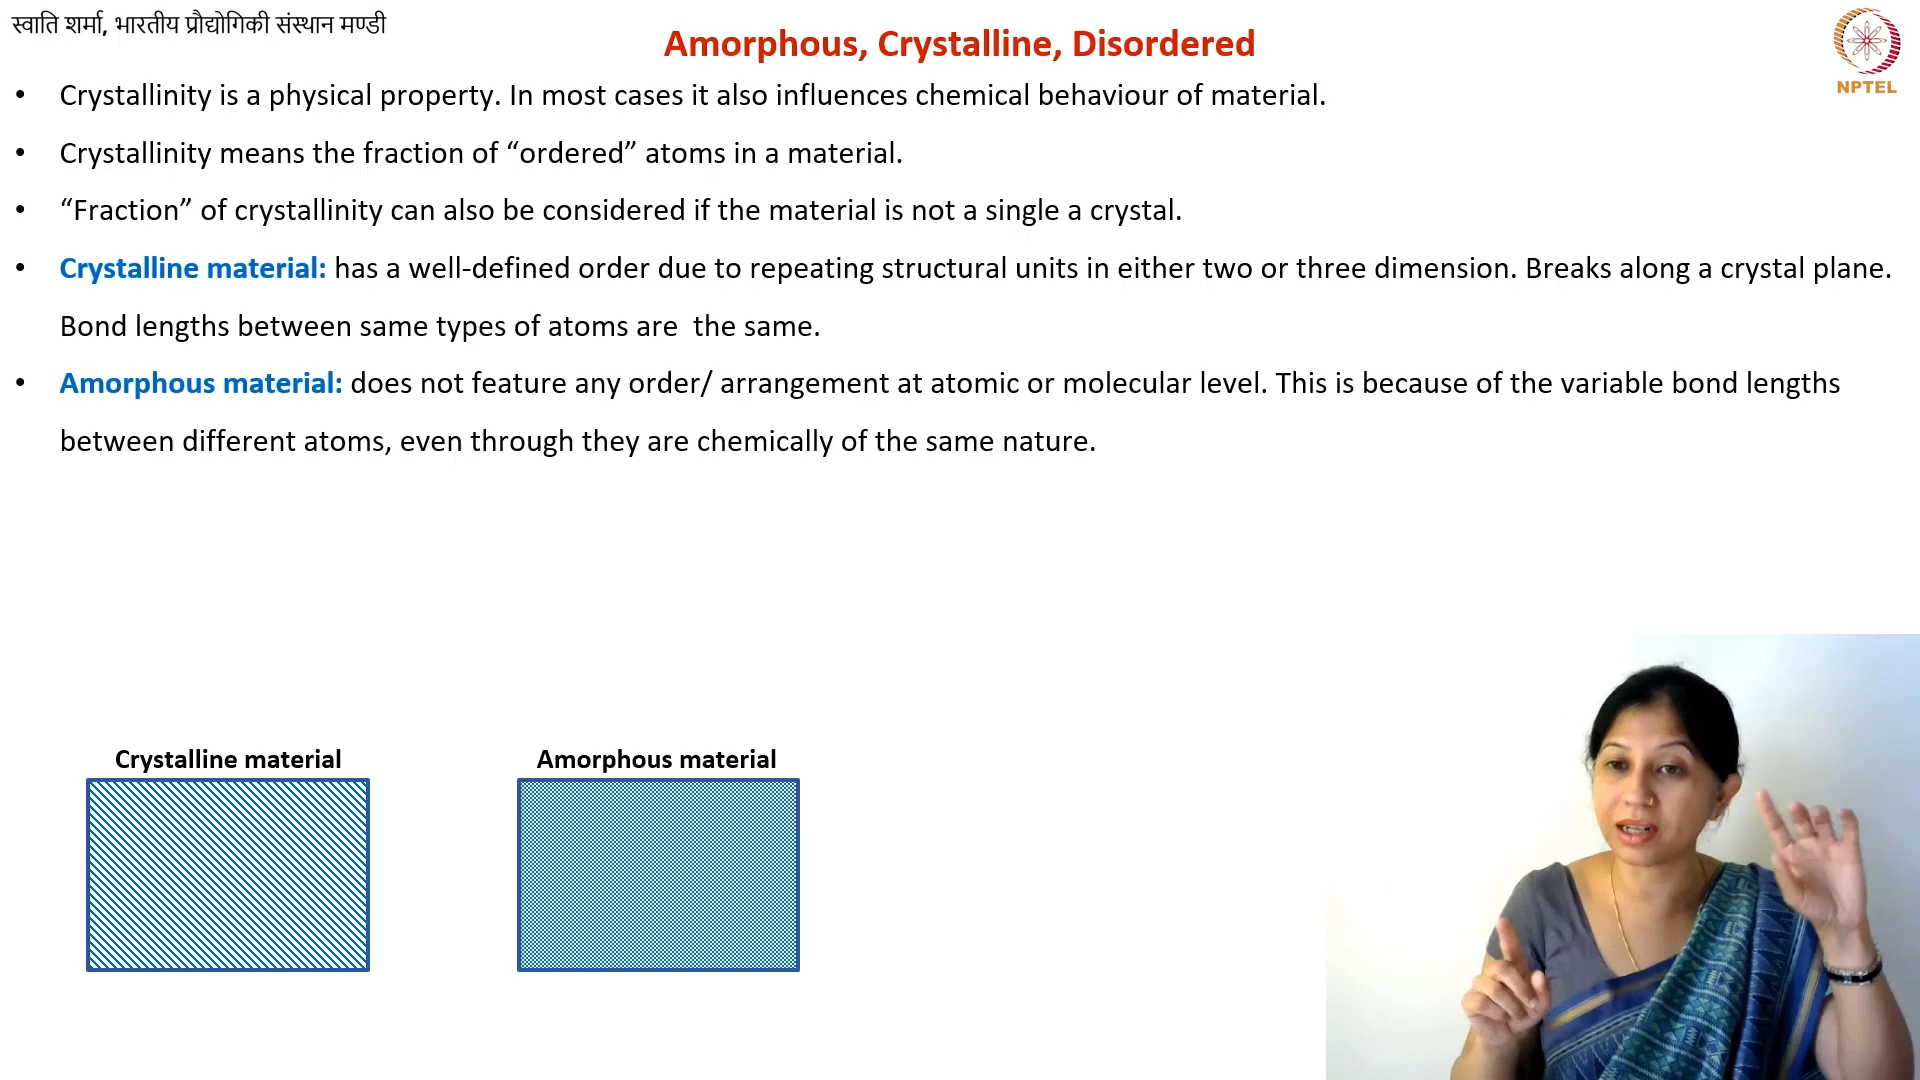 स्वाति शर्मा, भारतीय प्रौद्योगिकी संस्थान मण्डी
Amorphous, Crystalline, Disordered
NPTEL
• Crystallinity is a physical property. In most cases it also influences chemical behaviour of material.
• Crystallinity means the fraction of “ordered” atoms in a material.
• “Fraction” of crystallinity can also be considered if the material is not a single a crystal.
• Crystalline material: has a well-defined order due to repeating structural units in either two or three dimension. Breaks along a crystal plane.
Bond lengths between same types of atoms are  the same.
• Amorphous material: does not feature any order/ arrangement at atomic or molecular level. This is because of the variable bond lengths
between different atoms, even through they are chemically of the same nature.
Crystalline material
Amorphous material